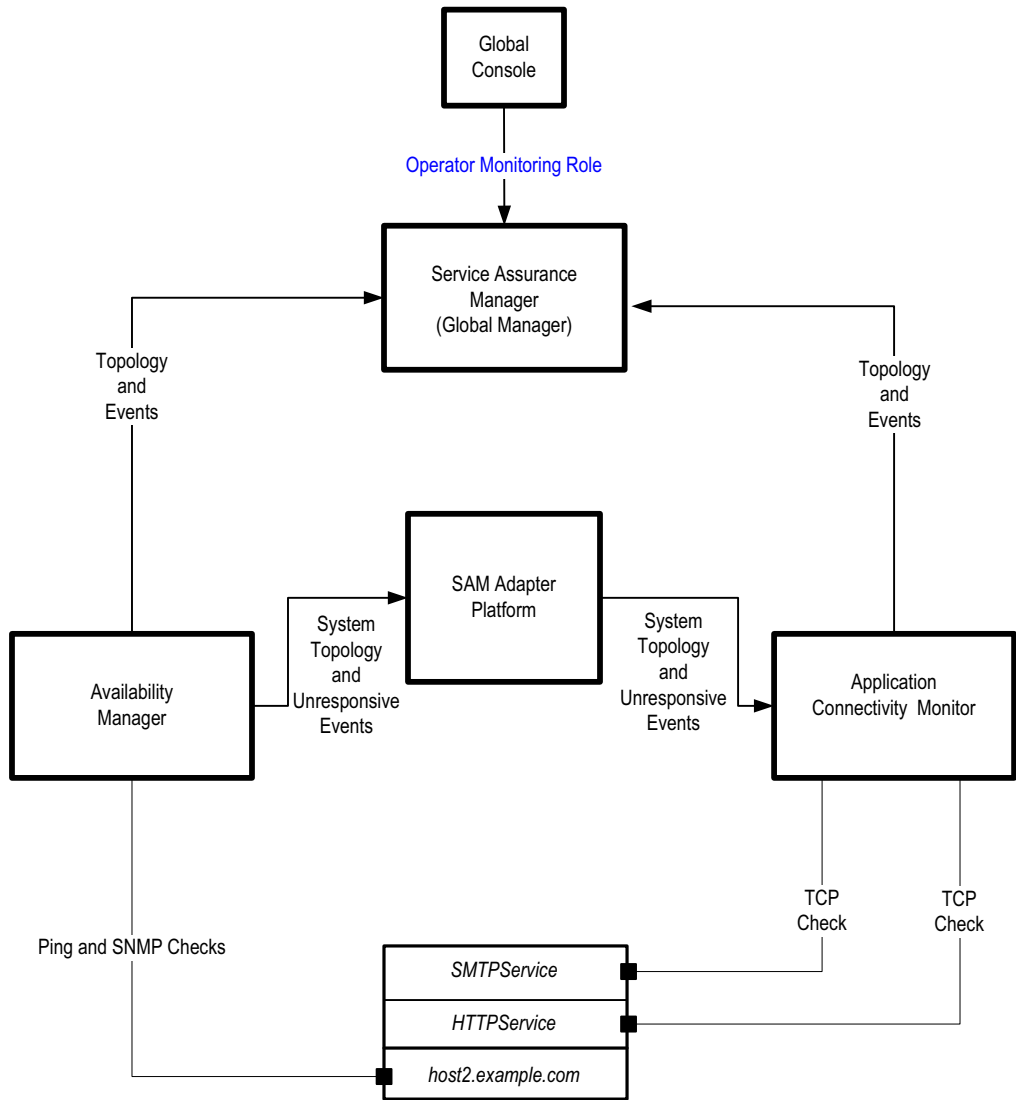 Global
Console
Operator Monitoring Role
Service Assurance
Manager
(Global Manager)
Topology
and
Events
Topology
and
Events
SAM Adapter
Platform
System
Topology
and
Unresponsive
Events
System
Topology
and
Unresponsive
Events
Availability
Manager
Application
Connectivity Monitor
TCP
Check
TCP
Check
Ping and SNMP Checks
SMTPService
HTTPService
host2.example.com